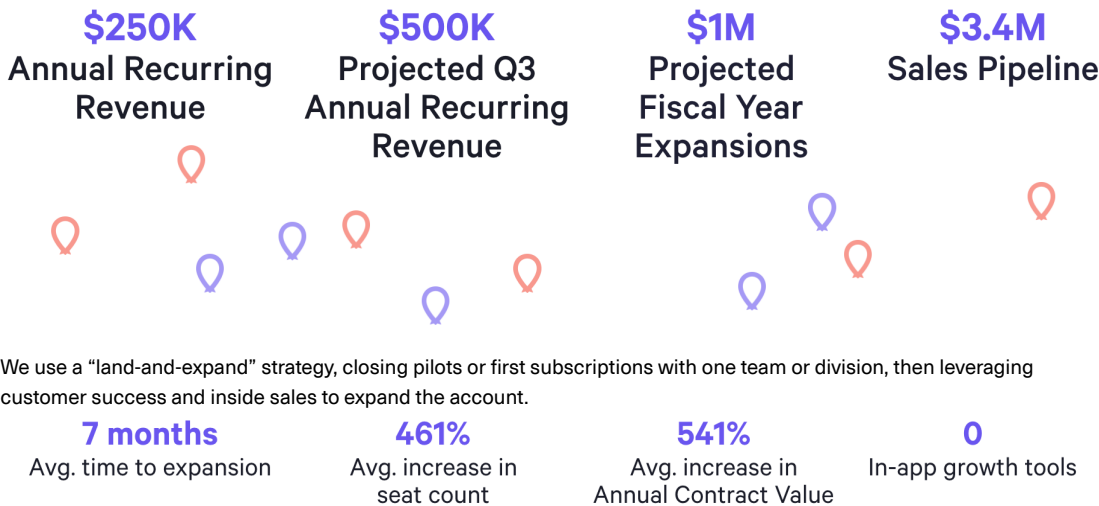 $250K
Annual Recurring
Revenue
$500K
Projected Q3
Annual Recurring
Revenue
$1M
Projected
Fiscal Year
Expansions
$3.4M
Sales Pipeline
We use a “land-and-expand” strategy, closing pilots or first subscriptions with one team or division, then leveraging
customer success and inside sales to expand the account.
7 months
Avg. time to expansion
461%
Avg. increase in
seat count
541%
Avg. increase in
Annual Contract Value
0
In-app growth tools